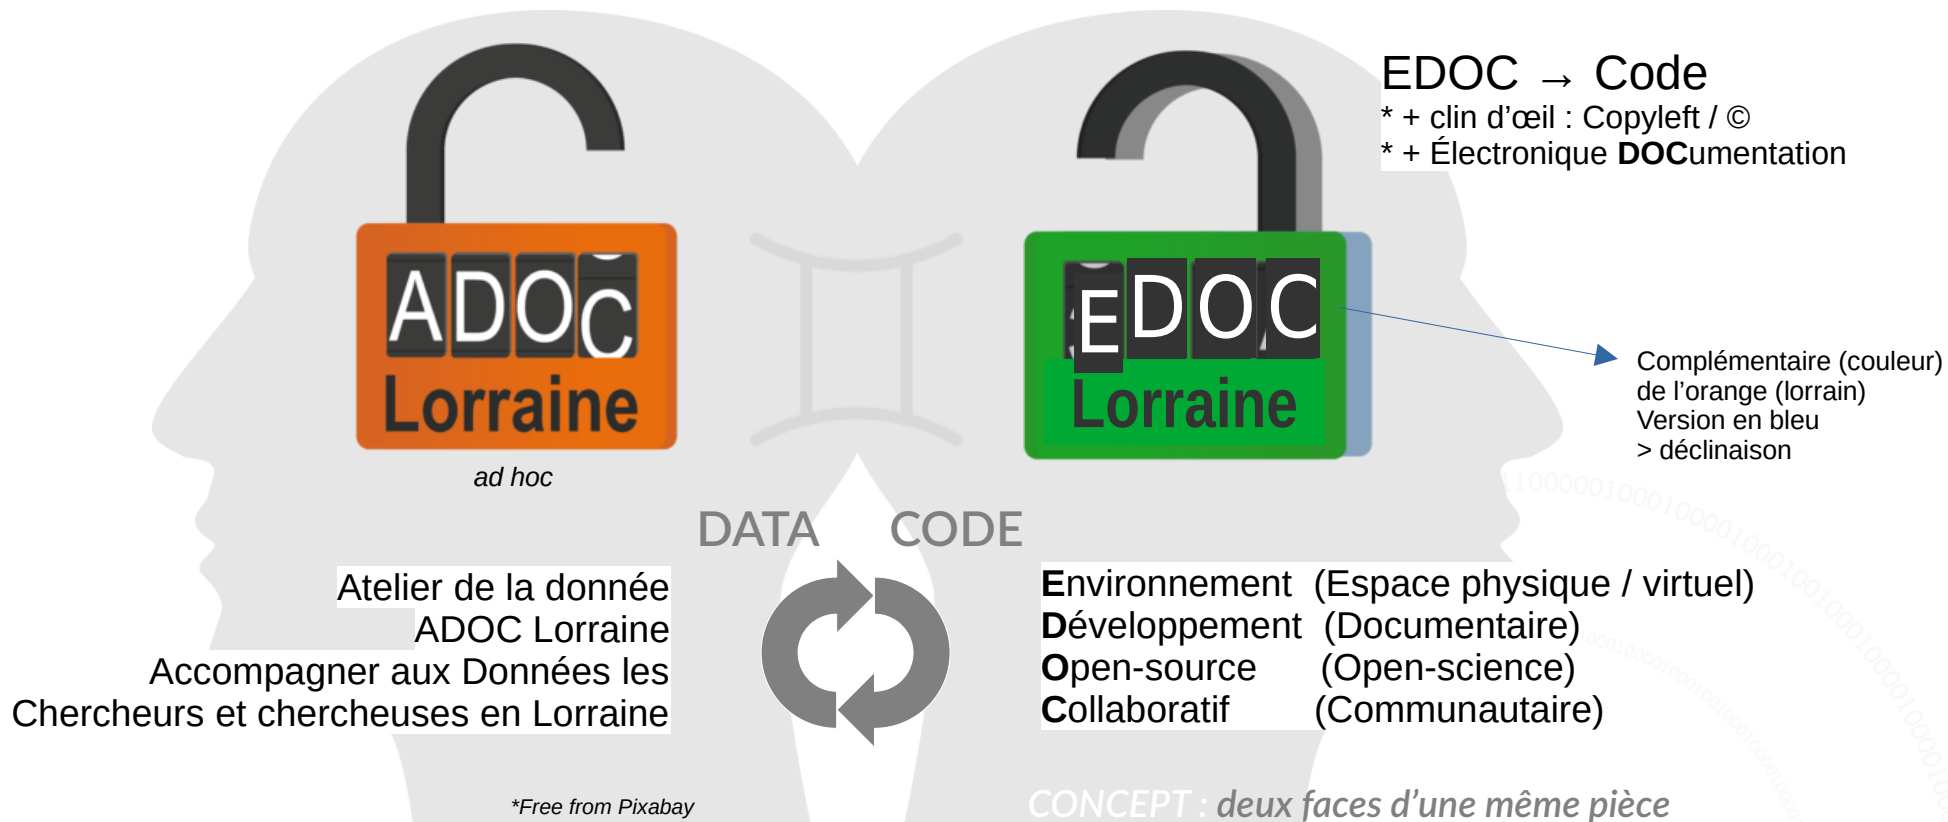 EDOC → Code
* + clin d’œil : Copyleft / ©
* + Électronique DOCumentation
ADOC
Lorraine
ad hoc
EDOC
Lorraine
Complémentaire (couleur)
de l’orange (lorrain)
Version en bleu
> déclinaison
DATA CODE
Atelier de la donnée
ADOC Lorraine
Accompagner aux Données les
Chercheurs et chercheuses en Lorraine
Environnement (Espace physique / virtuel)
Développement (Documentaire)
Open-source (Open-science)
Collaboratif (Communautaire)
*Free from Pixabay
CONCEPT : deux faces d’une même pièce